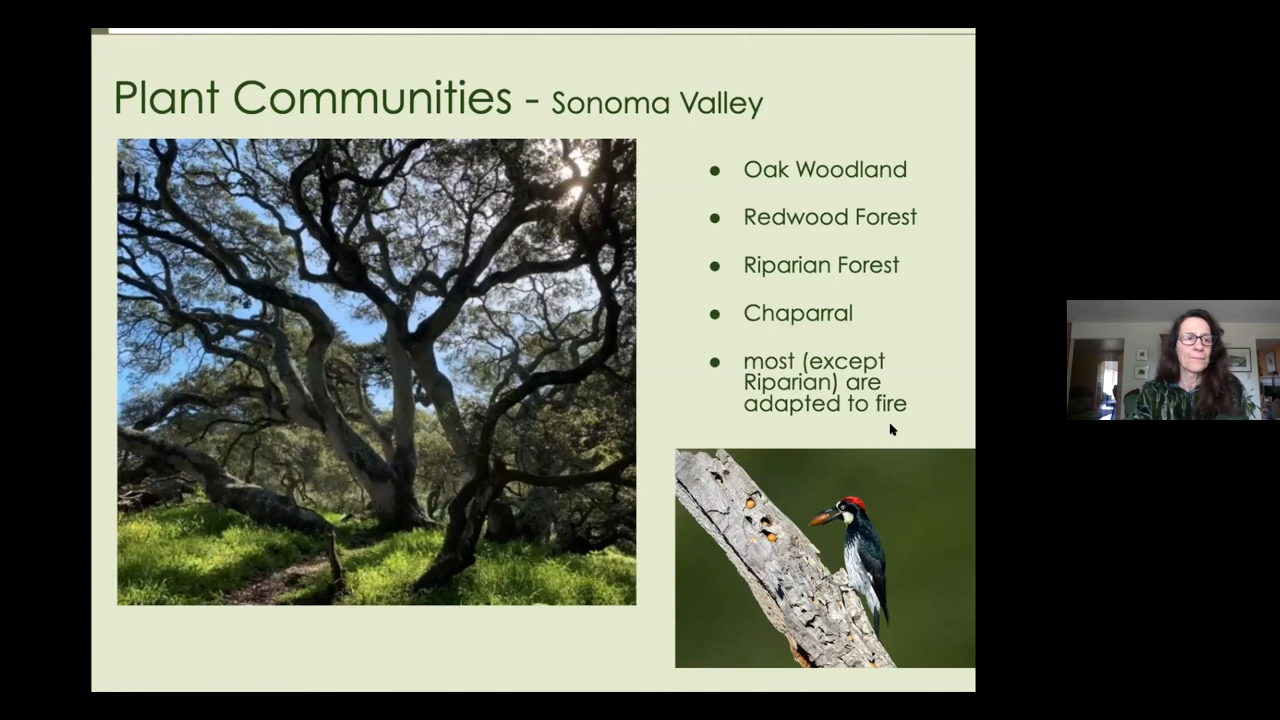 Plant Communities - Sonoma Valley
● Oak Woodland
● Redwood Forest
● Riparian Forest
● Chaparral
● most (except
Riparian) are
adapted to fire